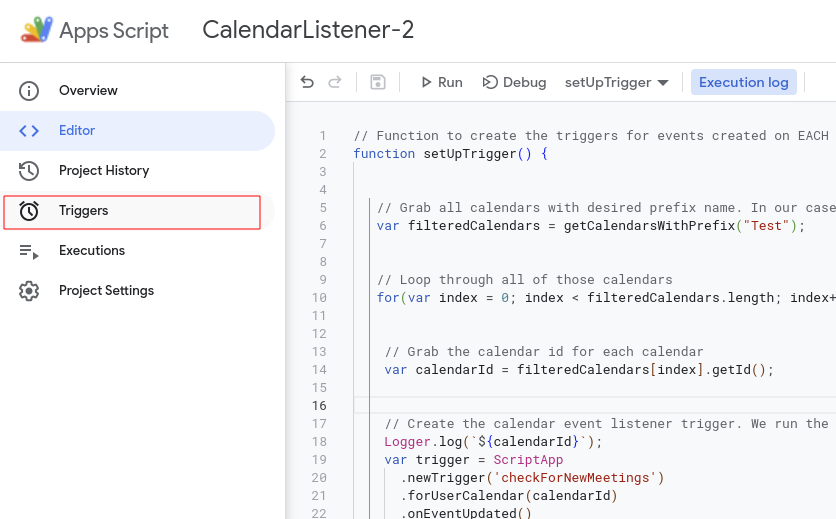 Apps Script
CalendarListener-2
Overview
Editor
Project History
Triggers
Executions
Project Settings
Run
Debug
setUpTrigger
Execution log
1 // Function to create the triggers for events created on EACH
2 function setUpTrigger() {
3
4
5 // Grab all calendars with desired prefix name. In our case
6 var filteredCalendars = getCalendarsWithPrefix("Test");
7
8
9 // Loop through all of those calendars
10 for(var index = 0; index < filteredCalendars.length; index+
11
12
13 // Grab the calendar id for each calendar
14 var calendarId = filteredCalendars[index].getId();
15
16
17 // Create the calendar event listener trigger. We run the
18 Logger.log(`${calendarId}`);
19 var trigger = ScriptApp
20 .newTrigger('checkForNewMeetings')
21 .forUserCalendar(calendarId)
22 .onEventUpdated()